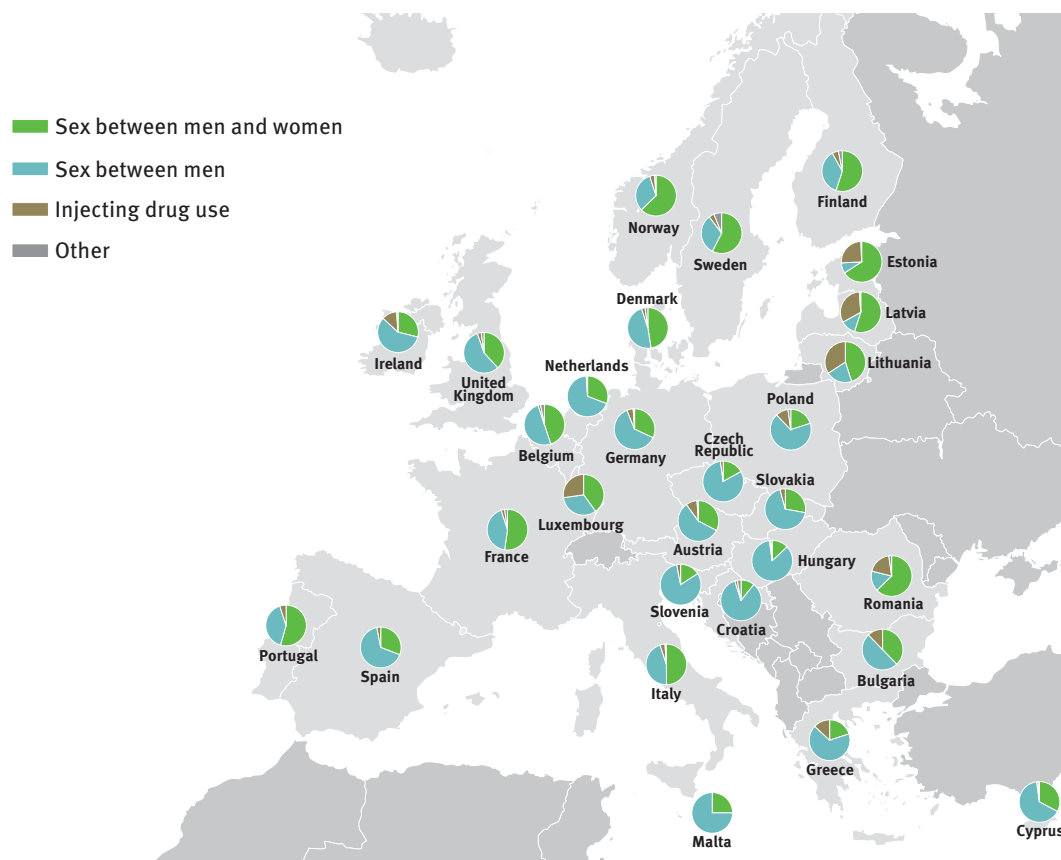 Sex between men and women
Sex between men
Injecting drug use
Other
Finland
Norway
Sweden
Estonia
Denmark
Latvia
Ireland
United
Kingdom
Netherlands
Lithuania
Poland
Belgium
Germany
Czech
Republic
Slovakia
Luxembourg
France
Austria
Hungary
Slovenia
Croatia
Romania
Portugal
Spain
Italy
Bulgaria
Greece
Malta
Cyprus